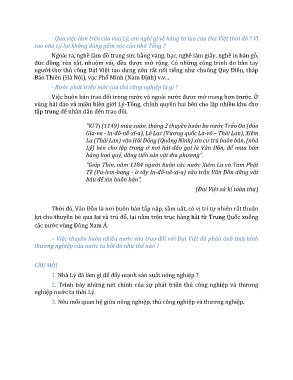 - Qua việc làm trên của vua Lý, em nghĩ gì về hàng tơ lụa của Đại Việt thời đó ? Vì
sao nhà Lý lại không dùng gấm vóc của nhà Tống ?
Ngoài ra, nghề làm đồ trang sức bằng vàng, bạc, nghề làm giấy, nghề in bản gỗ,
đúc đồng, rèn sắt, nhuộm vải, đều được mở rộng. Có những công trình do bàn tay
người thợ thủ công Đại Việt tạo dựng nên rất nổi tiếng như chuông Quy Điền, tháp
Báo Thiên (Hà Nội), vạc Phổ Minh (Nam Định) v.v...
- Bước phát triển mới của thủ công nghiệp là gì ?
Việc buôn bán trao đổi trong nước và ngoài nước được mở mang hơn trước. Ở
vùng hải đảo và miền biên giới Lý-Tống, chính quyền hai bên cho lập nhiều khu chợ
tập trung để nhân dân đến trao đổi.
"Kỉ Tị (1149) mùa xuân, tháng 2 thuyền buôn ba nước Trảo Oa (đảo
Gia-va - In-đô-nê-xi-a), Lộ Lạc (Vương quốc La-vô – Thái Lan), Xiêm
La (Thái Lan) vào Hải Đông (Quảng Ninh) xin cư trú buôn bán, (nhà
Lý) bèn cho lập trang ở nơi hải đảo gọi là Vân Đồn, để mua bán
hàng hoá quý, dâng tiến sản vật địa phương".
"Giáp Thìn, năm 1184 người buôn các nước Xiêm La và Tam Phật
Tề (Pa-lem-bang - ở tây In-đô-nê-xi-a) vào trấn Vân Đồn dâng vật
báu để xin buôn bán",
(Đại Việt sử kí toàn thư)
Thời đó, Vân Đồn là nơi buôn bán tấp nập, sầm uất, có vị trí tự nhiên rất thuận
lợi cho thuyền bè qua lại và trú đỗ, lại nằm trên trục hàng hải từ Trung Quốc xuống
các nước vùng Đông Nam Á.
- Việc thuyền buôn nhiều nước vào trao đổi với Đại Việt đã phản ánh tình hình
thương nghiệp của nước ta hồi đó như thế nào ?
CÂU HỎI
1. Nhà Lý đã làm gì để đẩy mạnh sản xuất nông nghiệp ?
2. Trình bày những nét chính của sự phát triển thủ công nghiệp và thương
nghiệp nước ta thời Lý.
3. Nêu mối quan hệ giữa nông nghiệp, thủ công nghiệp và thương nghiệp.